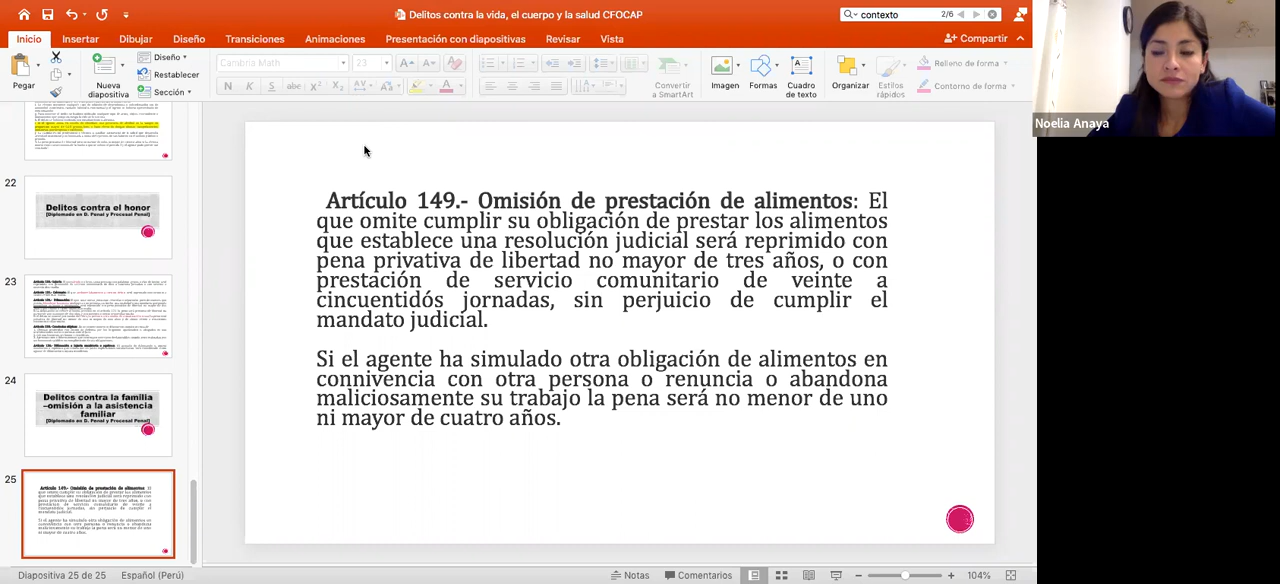 Delitos contra la vida, el cuerpo y la salud CFOCAP
contexto
2/6
Inicio Insertar Dibujar Diseño Transiciones Animaciones Presentación con diapositivas Revisar Vista
Compartir
Pegar
Nueva diapositiva
Diseño
Restablecer
Sección
Cambria Math
23
N K S abc X² X₂
Convertir a SmartArt
Imagen
Formas
Cuadro de texto
Organizar
Estilos rápidos
Relleno de forma
Contorno de forma
Noelia Anaya
22
Delitos contra el honor
[Diplomado en D. Penal y Procesal Penal]
23
24
Delitos contra la familia
–omisión a la asistencia
familiar
[Diplomado en D. Penal y Procesal Penal]
25
Artículo 149.- Omisión de prestación de alimentos: El
que omite cumplir su obligación de prestar los alimentos
que establece una resolución judicial será reprimido con
pena privativa de libertad no mayor de tres años, o con
prestación de servicio comunitario de veinte a
cincuentidós jornadas, sin perjuicio de cumplir el
mandato judicial.
Si el agente ha simulado otra obligación de alimentos en
connivencia con otra persona o renuncia o abandona
maliciosamente su trabajo la pena será no menor de uno
ni mayor de cuatro años.
Diapositiva 25 de 25
Español (Perú)
Notas
Comentarios
104%